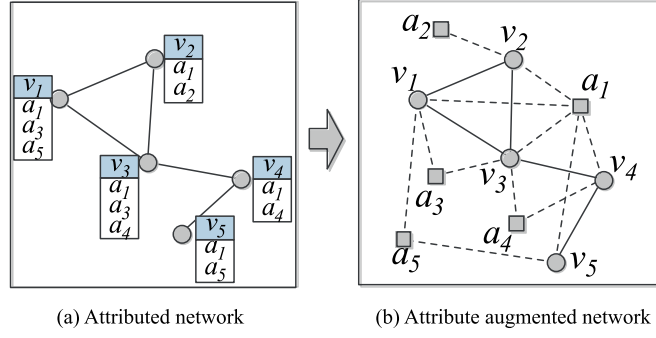 v2
a1
a2
v1
a1
a3
a5
v3
a1
a3
a4
v4
a1
a4
v5
a1
a5
(a) Attributed network
a2
v2
v1
a1
v3
v4
a3
a4
a5
v5
(b) Attribute augmented network